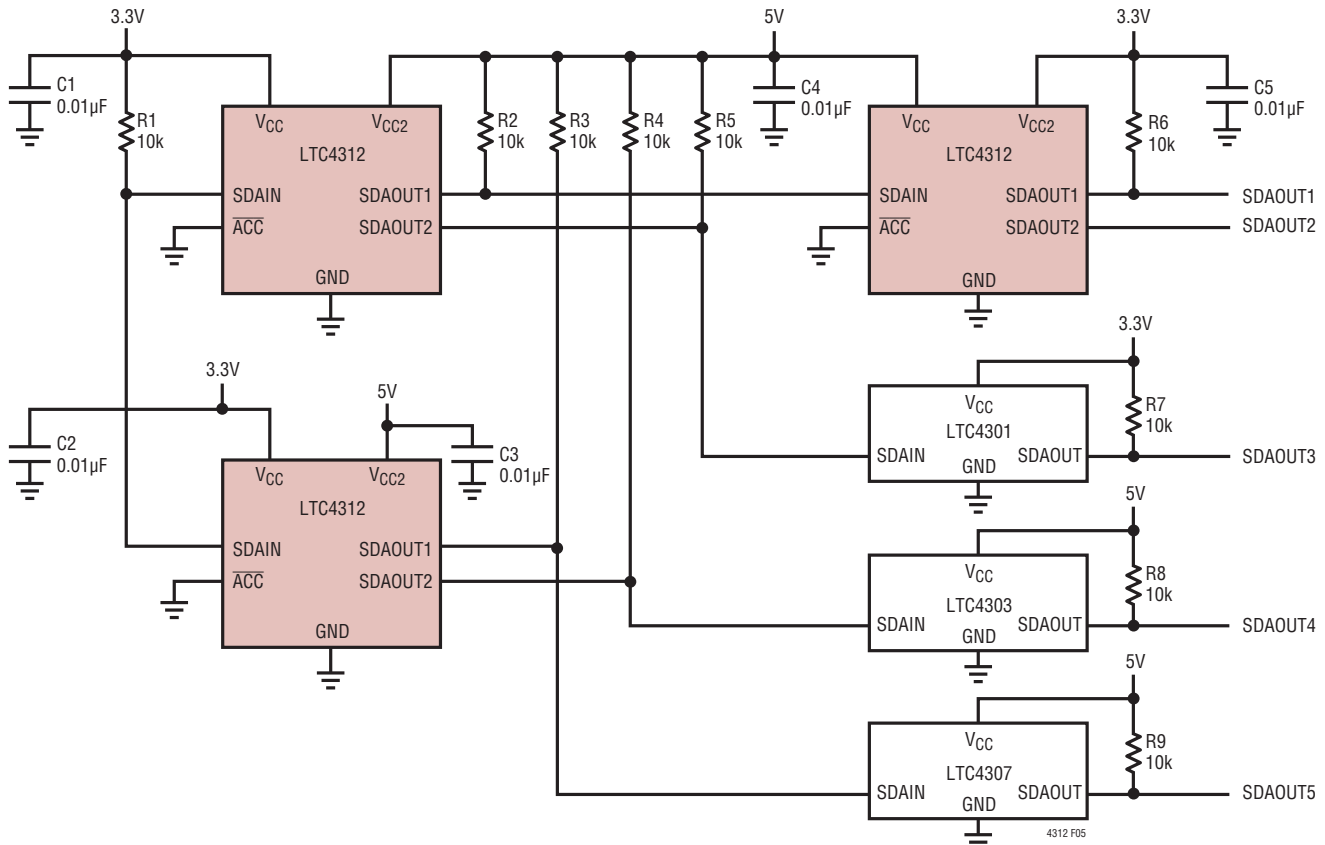 3.3V
5V
3.3V
C1
0.01µF
R1
10k
VCC
VCC2
LTC4312
SDAIN
SDAOUT1
ACC
SDAOUT2
GND
R2
10k
R3
10k
R4
10k
R5
10k
C4
0.01µF
VCC
VCC2
LTC4312
SDAIN
SDAOUT1
ACC
SDAOUT2
GND
R6
10k
C5
0.01µF
SDAOUT1
SDAOUT2
3.3V
5V
C2
0.01µF
C3
0.01µF
VCC
VCC2
LTC4312
SDAIN
SDAOUT1
ACC
SDAOUT2
GND
3.3V
VCC
LTC4301
SDAIN
GND
SDAOUT
R7
10k
SDAOUT3
5V
VCC
LTC4303
SDAIN
GND
SDAOUT
R8
10k
SDAOUT4
5V
VCC
LTC4307
SDAIN
GND
SDAOUT
R9
10k
SDAOUT5
4312 F05